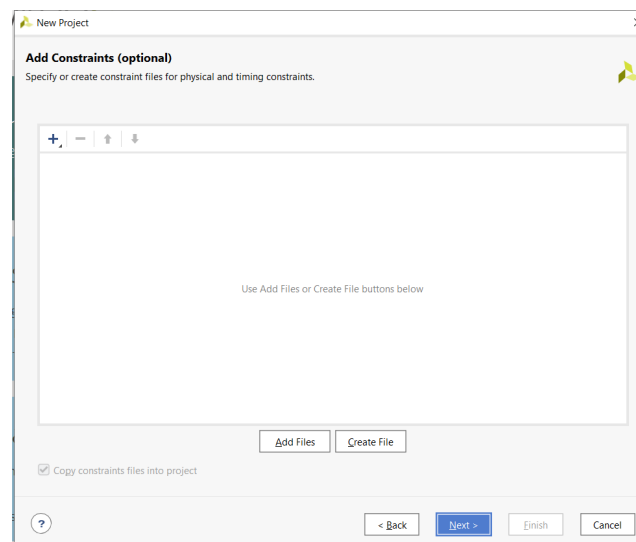 New Project
Add Constraints (optional)
Specify or create constraint files for physical and timing constraints.
Use Add Files or Create File buttons below
Add Files Create File
Copy constraints files into project
? < Back Next > Finish Cancel